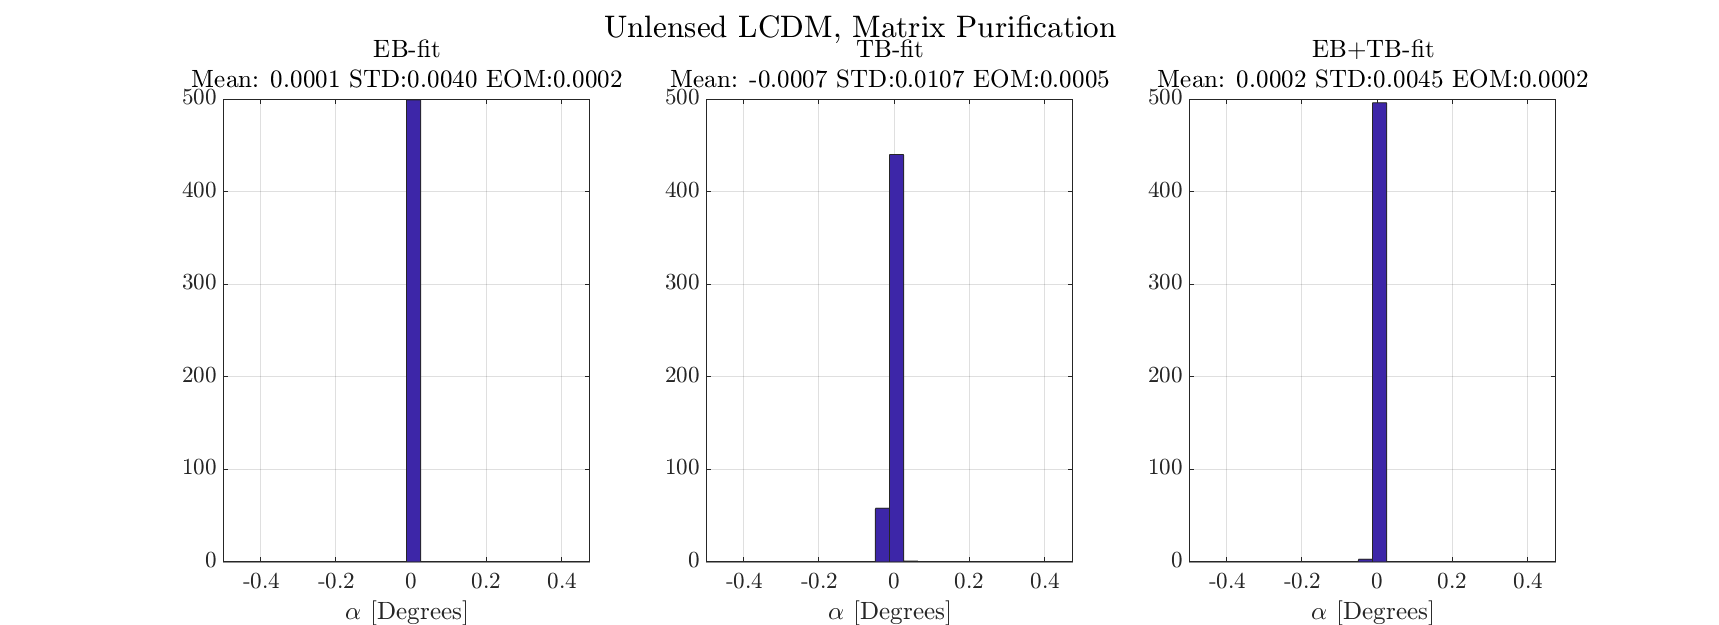 Unlensed LCDM, Matrix Purification
EB-fit
Mean: 0.0001 STD:0.0040 EOM:0.0002
500
400
300
200
100
0
-0.4 -0.2 0 0.2 0.4
α [Degrees]
TB-fit
Mean: -0.0007 STD:0.0107 EOM:0.0005
500
400
300
200
100
0
-0.4 -0.2 0 0.2 0.4
α [Degrees]
EB+TB-fit
Mean: 0.0002 STD:0.0045 EOM:0.0002
500
400
300
200
100
0
-0.4 -0.2 0 0.2 0.4
α [Degrees]